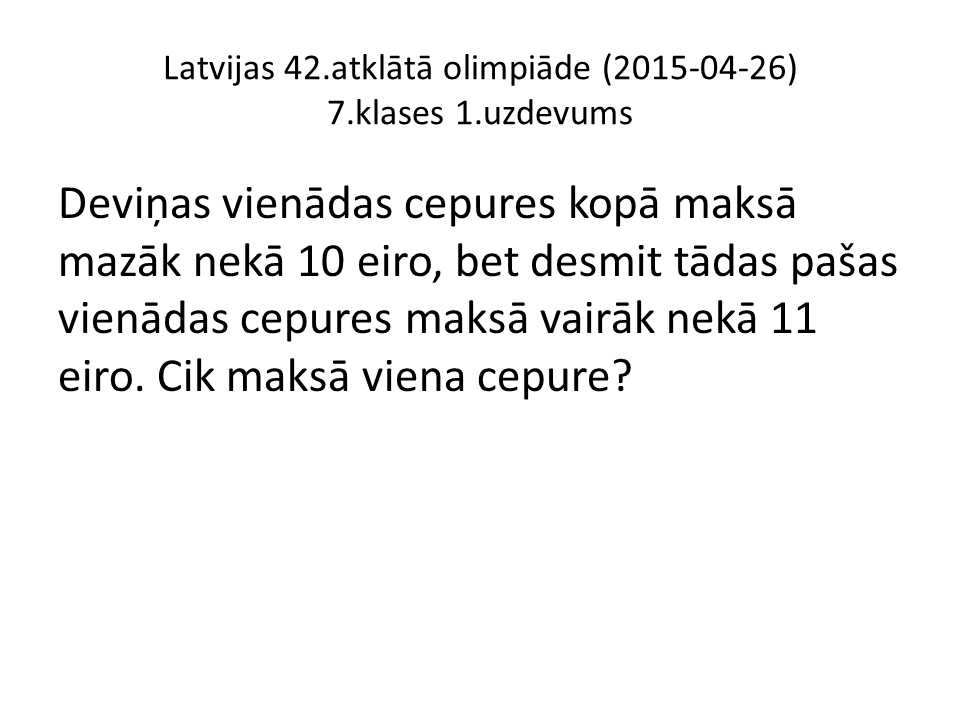 Latvijas 42.atklātā olimpiāde (2015-04-26)
7.klases 1.uzdevums
Deviņas vienādas cepures kopā maksā
mazāk nekā 10 eiro, bet desmit tādas pašas
vienādas cepures maksā vairāk nekā 11
eiro. Cik maksā viena cepure?